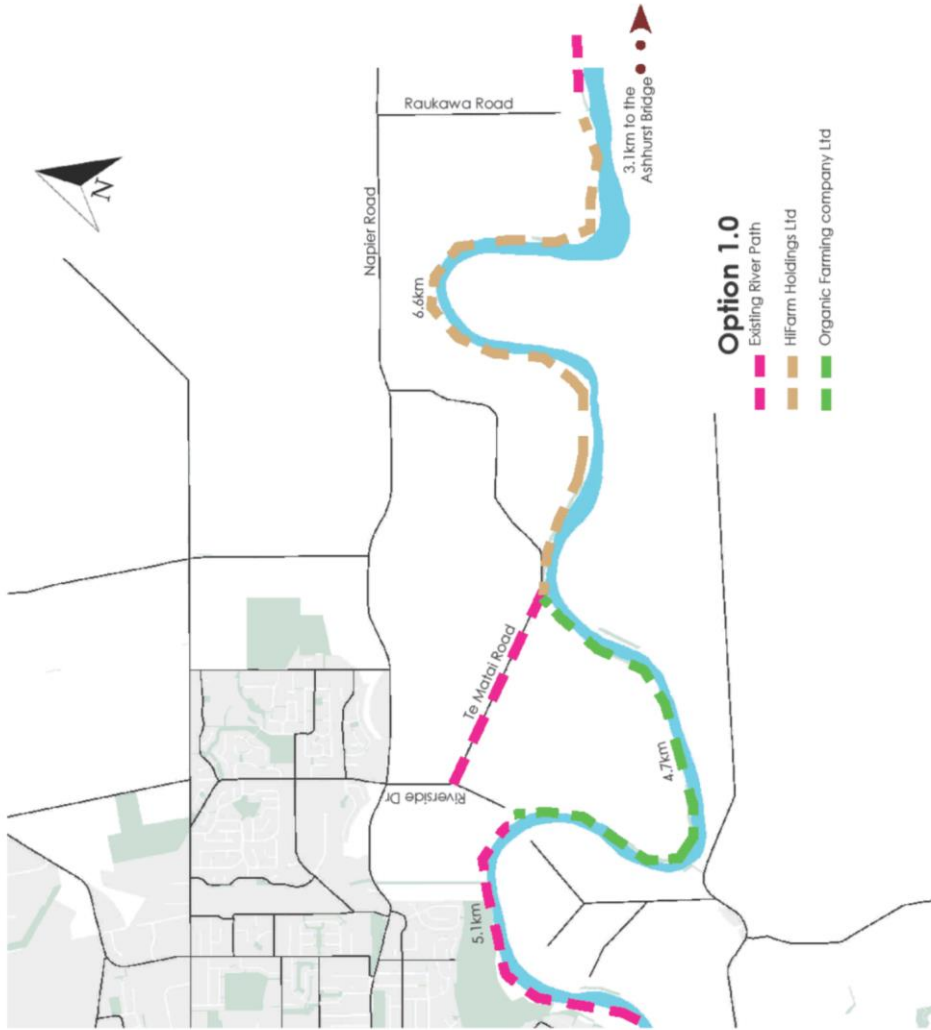 N
Raukawa Road
Napier Road
3.1km to the
Ashhurst Bridge
6.6km
Option 1.0
Existing River Path
HiFarm Holdings Ltd
Organic Farming company Ltd
Te Matai Road
Riverside Dr
4.7km
5.1km